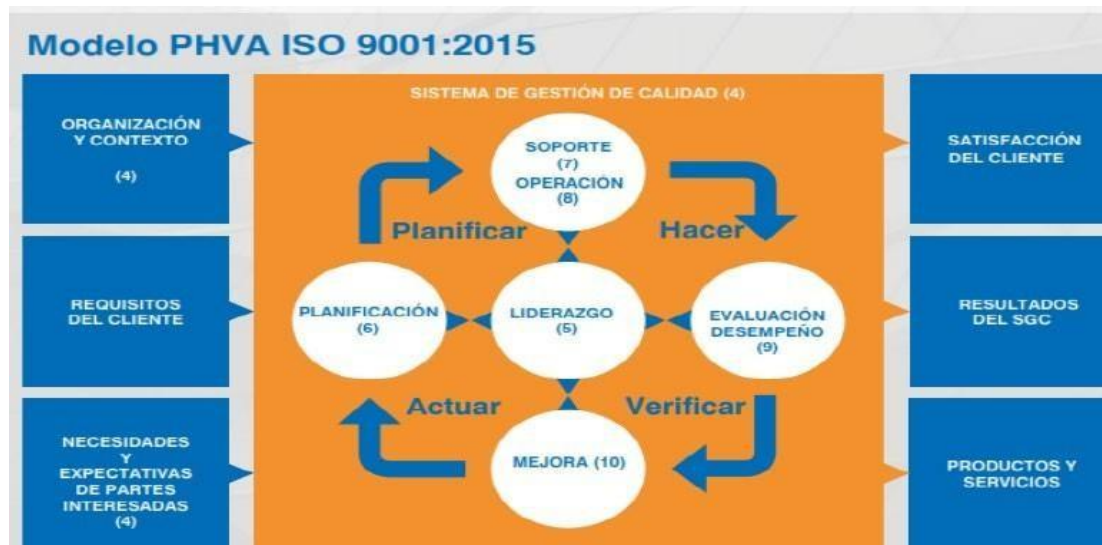 Modelo PHVA ISO 9001:2015
ORGANIZACIÓN
Y CONTEXTO
(4)
REQUISITOS
DEL CLIENTE
NECESIDADES
Y
EXPECTATIVAS
DE PARTES
INTERESADAS
(4)
SISTEMA DE GESTIÓN DE CALIDAD (4)
SOPORTE
(7)
OPERACIÓN
(8)
Planificar
Hacer
PLANIFICACIÓN
(6)
LIDERAZGO
(5)
EVALUACIÓN
DESEMPEÑO
(9)
Actuar
Verificar
MEJORA (10)
SATISFACCIÓN
DEL CLIENTE
RESULTADOS
DEL SGC
PRODUCTOS Y
SERVICIOS